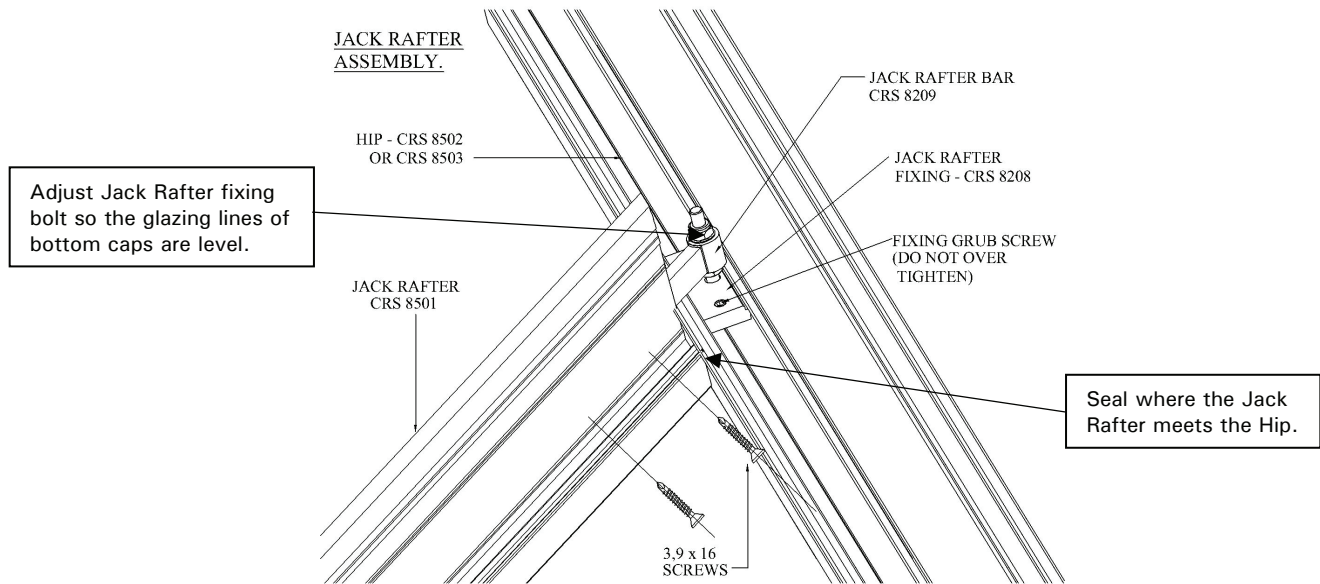 JACK RAFTER
ASSEMBLY.
JACK RAFTER BAR
CRS 8209
HIP - CRS 8502
OR CRS 8503
JACK RAFTER
FIXING - CRS 8208
Adjust Jack Rafter fixing
bolt so the glazing lines of
bottom caps are level.
FIXING GRUB SCREW
(DO NOT OVER
TIGHTEN)
JACK RAFTER
CRS 8501
Seal where the Jack
Rafter meets the Hip.
3,9 x 16
SCREWS